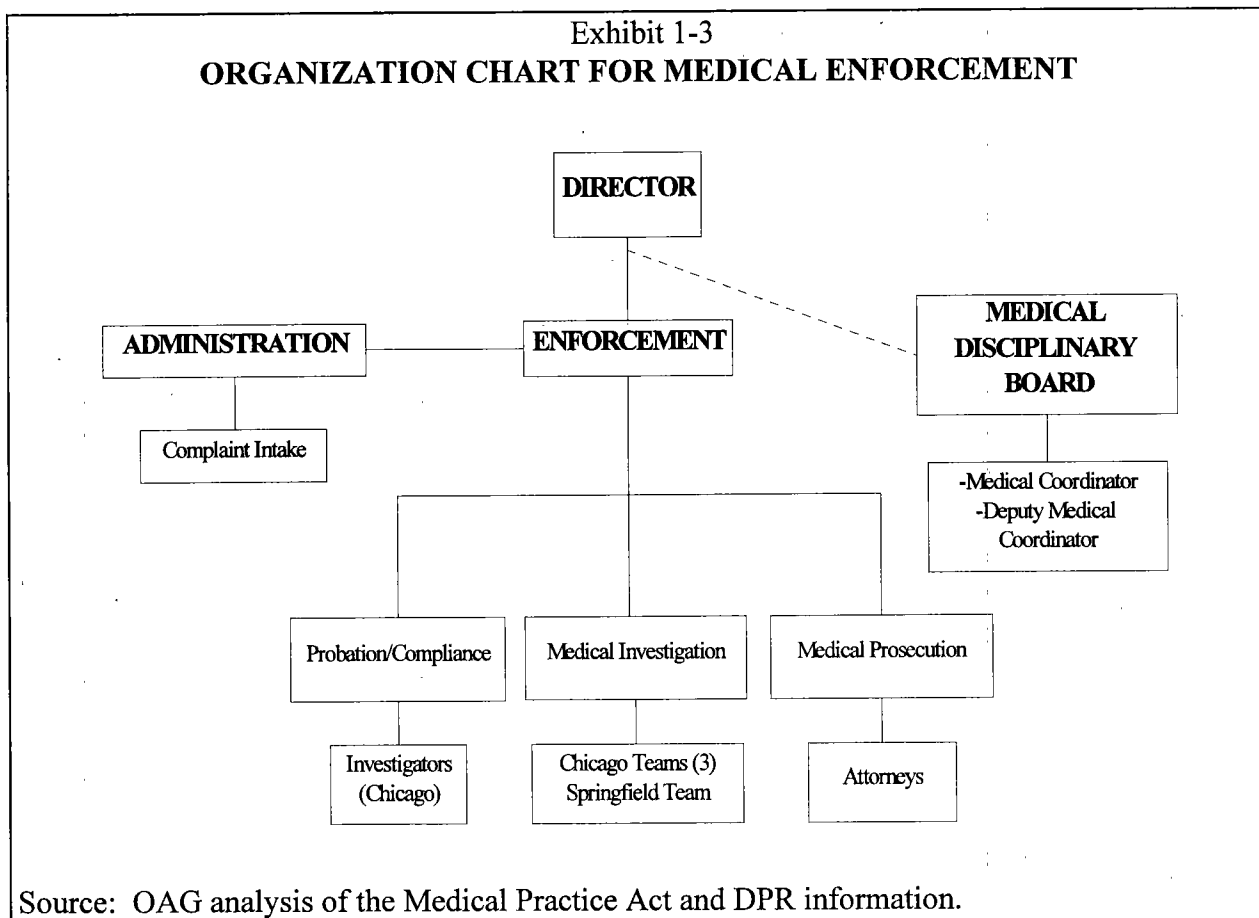 Exhibit 1-3
ORGANIZATION CHART FOR MEDICAL ENFORCEMENT
DIRECTOR
ADMINISTRATION
ENFORCEMENT
MEDICAL
DISCIPLINARY
BOARD
Complaint Intake
-Medical Coordinator
-Deputy Medical
Coordinator
Probation/Compliance
Medical Investigation
Medical Prosecution
Investigators
(Chicago)
Chicago Teams (3)
Springfield Team
Attorneys
Source: OAG analysis of the Medical Practice Act and DPR information.